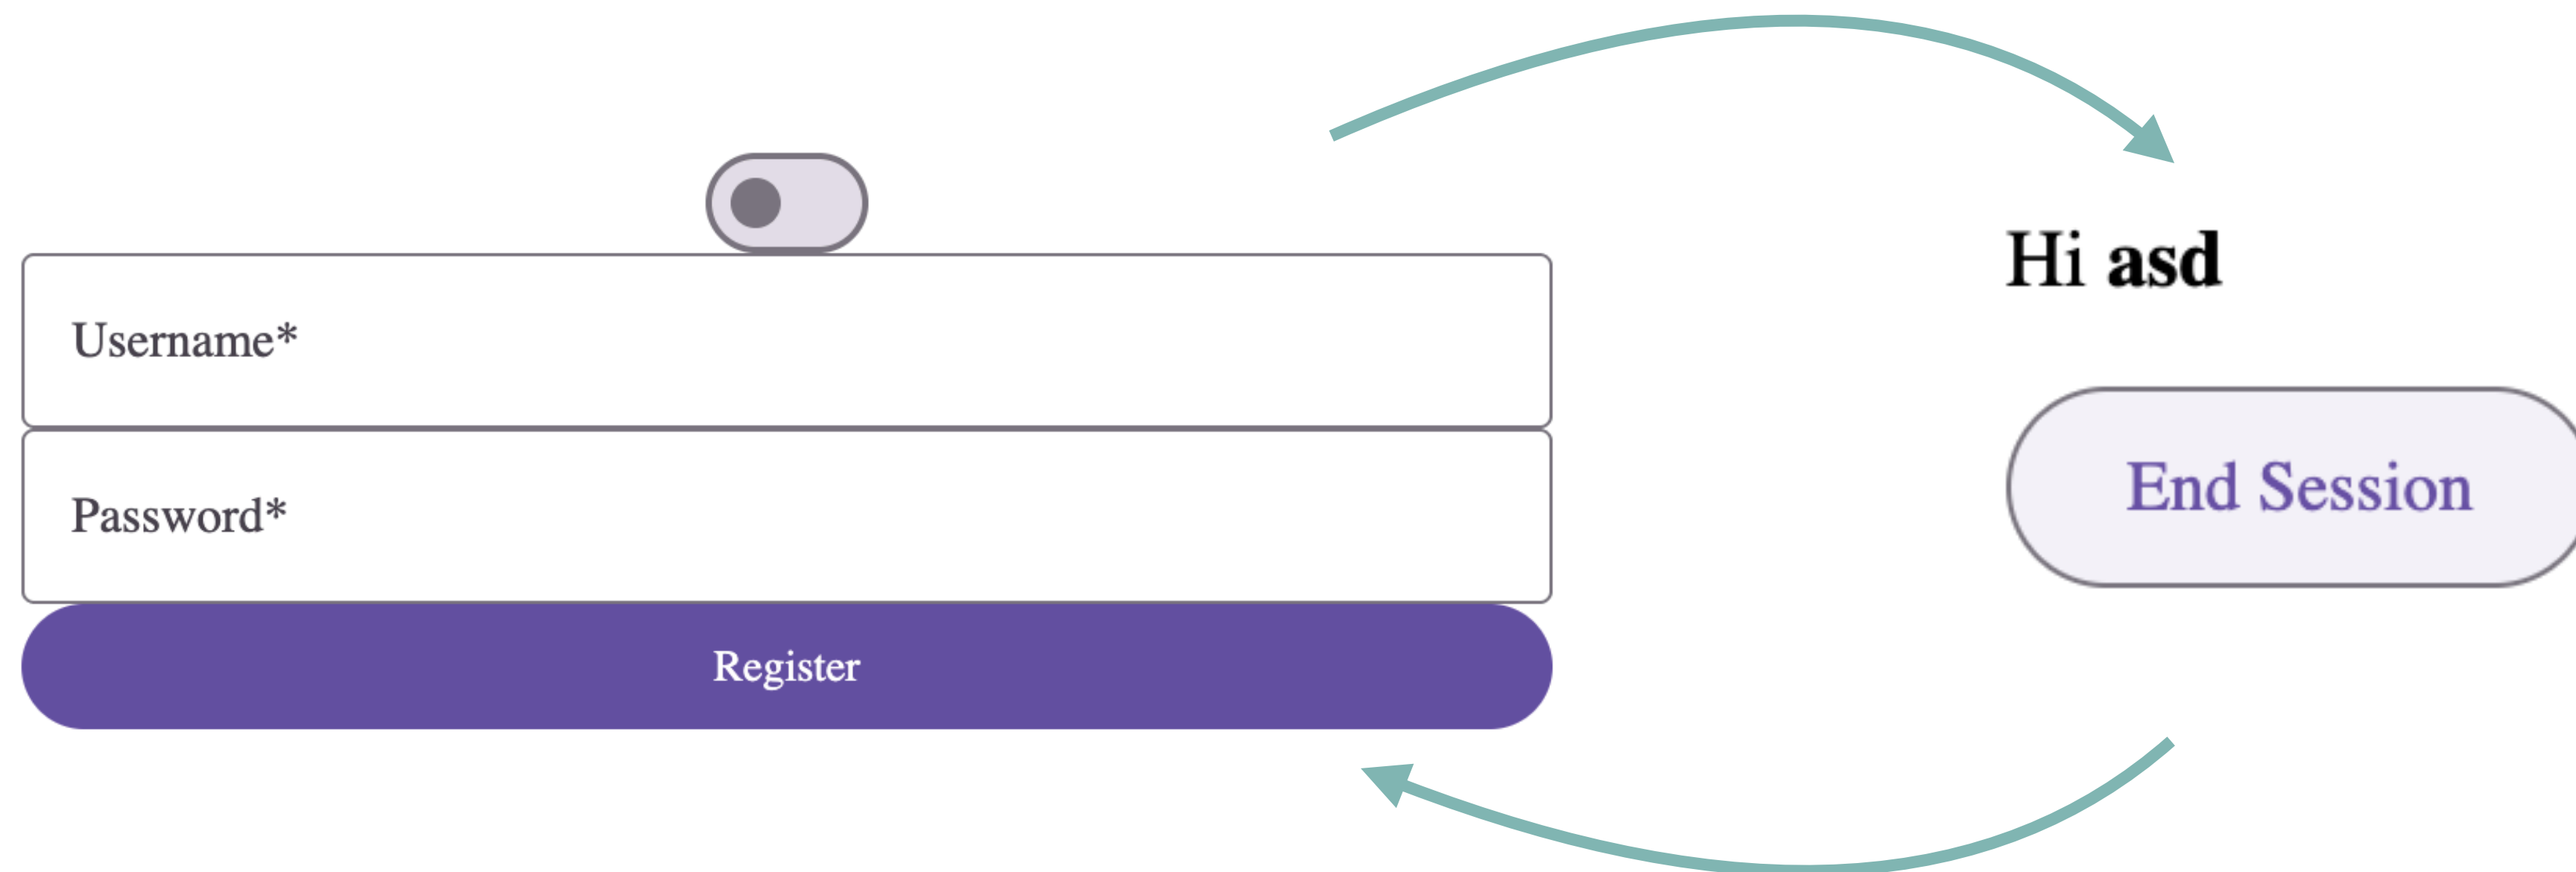 Username*
Password*
Register
Hi asd
End Session